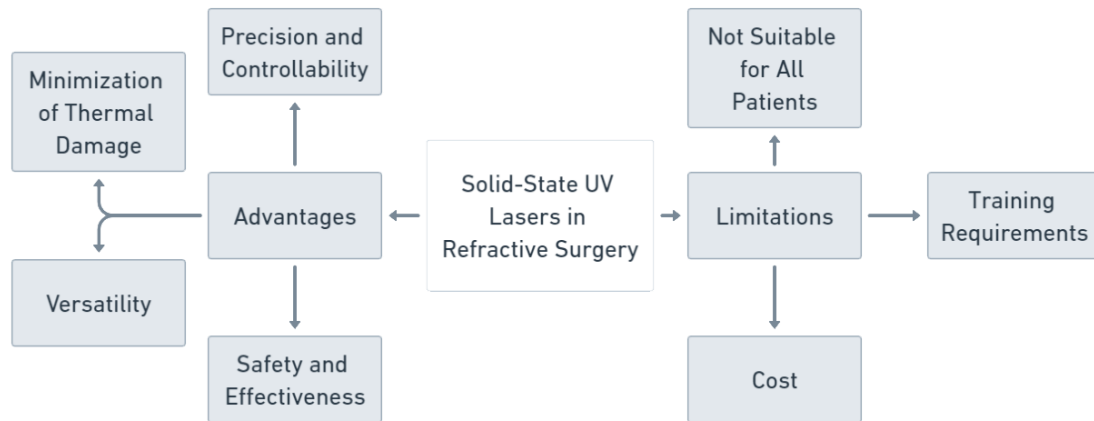 Precision and
Controllability
Minimization
of Thermal
Damage
Not Suitable
for All
Patients
Solid-State UV
Lasers in
Refractive Surgery
Advantages
Limitations
Training
Requirements
Versatility
Safety and
Effectiveness
Cost